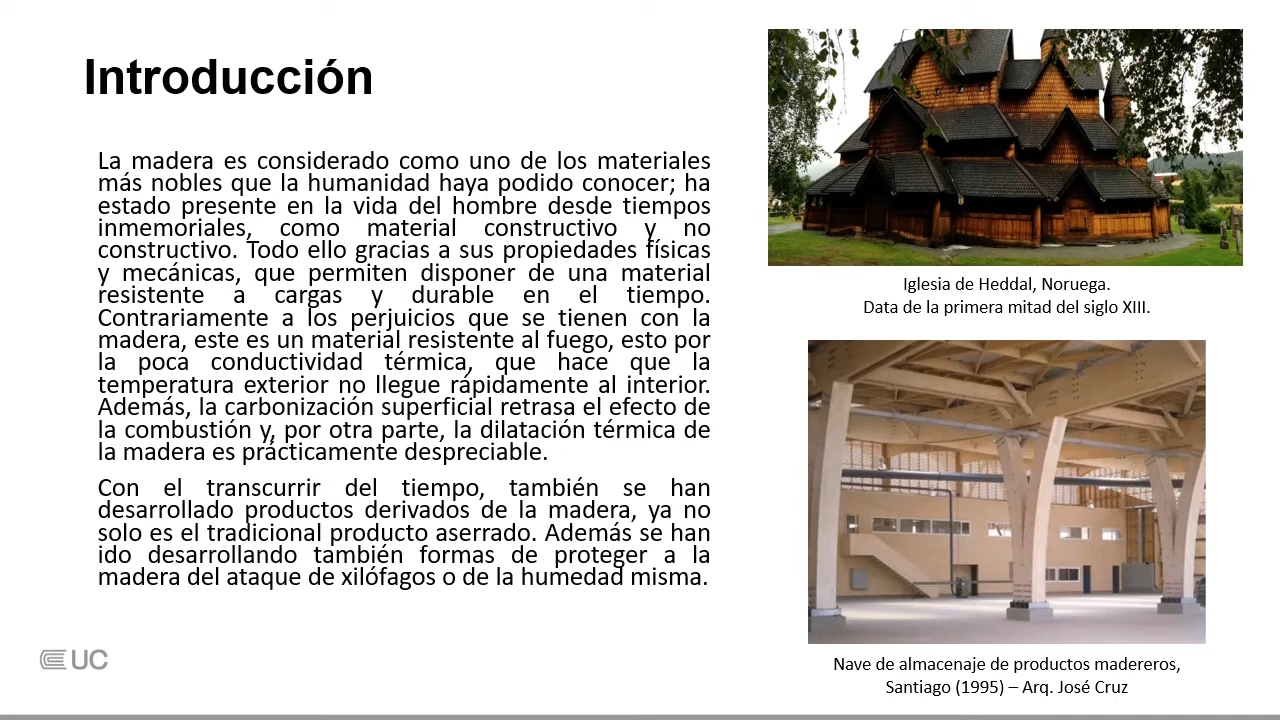 Introducción
La madera es considerado como uno de los materiales
más nobles que la humanidad haya podido conocer; ha
estado presente en la vida del hombre desde tiempos
inmemoriales, como material constructivo y no
constructivo. Todo ello gracias a sus propiedades físicas
y mecánicas, que permiten disponer de una material
resistente a cargas y durable en el tiempo.
Contrariamente a los perjuicios que se tienen con la
madera, este es un material resistente al fuego, esto por
la poca conductividad térmica, que hace que la
temperatura exterior no llegue rápidamente al interior.
Además, la carbonización superficial retrasa el efecto de
la combustión y, por otra parte, la dilatación térmica de
la madera es prácticamente despreciable.
Con el transcurrir del tiempo, también se han
desarrollado productos derivados de la madera, ya no
solo es el tradicional producto aserrado. Además se han
ido desarrollando también formas de proteger a la
madera del ataque de xilófagos o de la humedad misma.
Iglesia de Heddal, Noruega.
Data de la primera mitad del siglo XIII.
Nave de almacenaje de productos madereros,
Santiago (1995) – Arq. José Cruz
UC